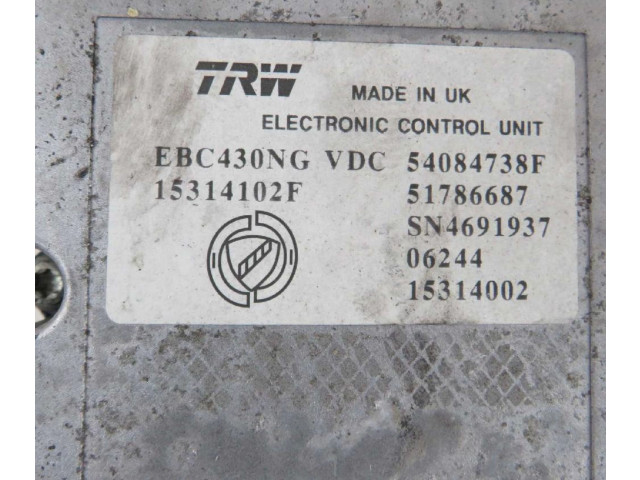 TRW MADE IN UK
ELECTRONIC CONTROL UNIT
EBC430NG VDC 54084738F
15314102F 51786687
SN4691937
06244
15314002